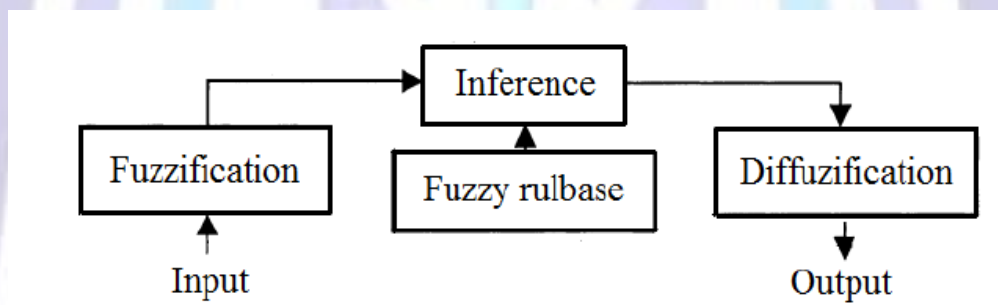 Inference
Fuzzification
Fuzzy rulbase
Diffuzification
Input
Output